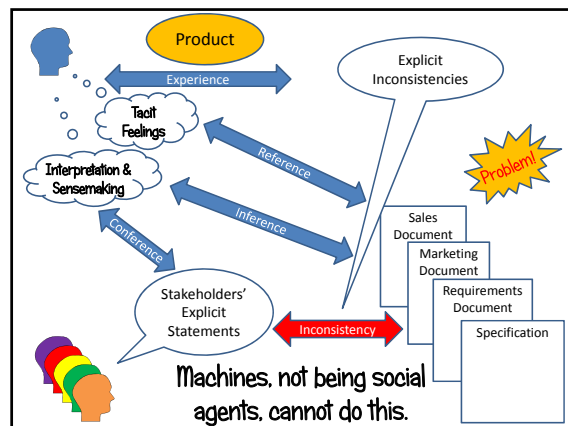 Product
Explicit
Inconsistencies
Experience
Tacit
Feelings
Problem!
Reference
Interpretation &
Sensemaking
Inference
Conference
Sales
Document
Marketing
Document
Requirements
Document
Stakeholders'
Explicit
Statements
Inconsistency
Specification
Machines, not being social
agents, cannot do this.